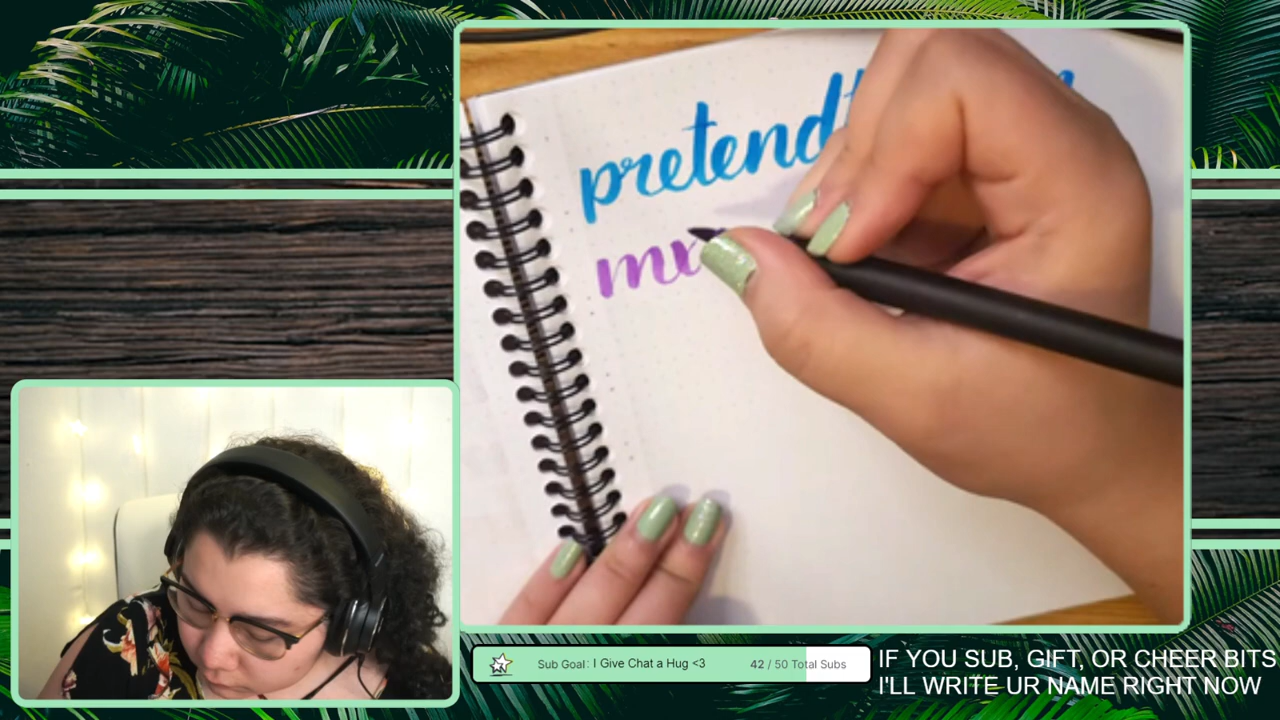 pretend
mx
Sub Goal: I Give Chat a Hug <3
42 / 50 Total Subs
IF YOU SUB, GIFT, OR CHEER BITS
I'LL WRITE UR NAME RIGHT NOW